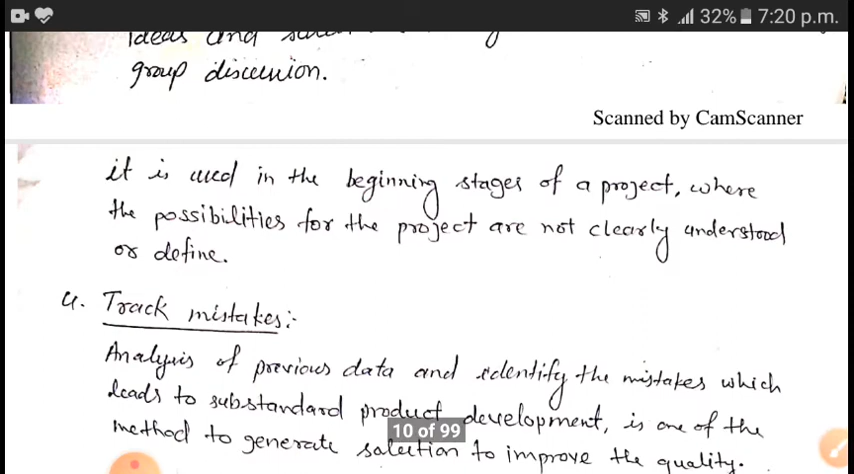 32% 7:20 p.m.
ideas and
group discussion.
Scanned by CamScanner
it is used in the beginning stages of a project, where
the possibilities for the project are not clearly understood
or define.
4. Track mistakes:-
Analysis of previous data and identify the mistakes which
leads to substandard product development, is one of the
10 of 99
method to generate solution to improve the quality.